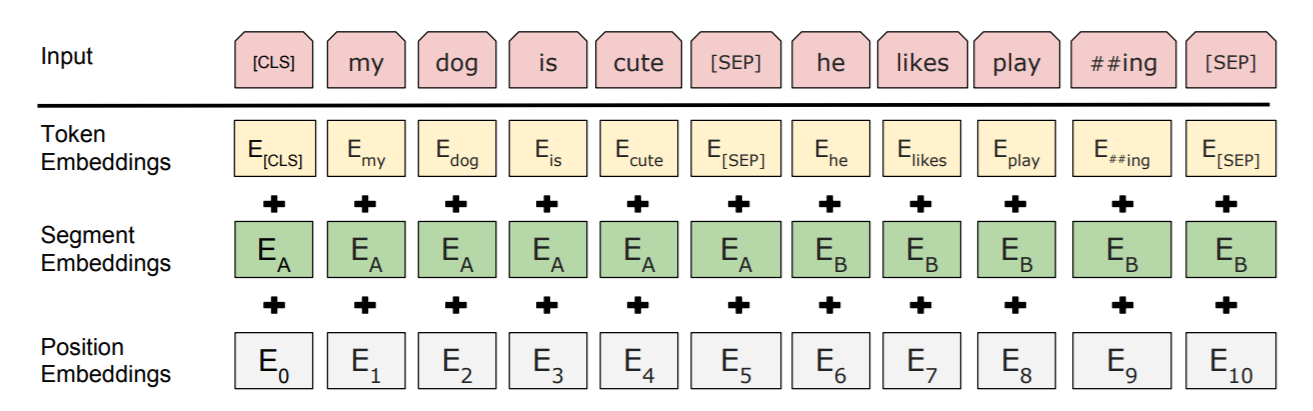 Input [CLS] my dog is cute [SEP] he likes play ##ing [SEP]
Token Embeddings E[CLS] Emy Edog Eis Ecute E[SEP] Ehe Elikes Eplay E##ing E[SEP]
+ + + + + + + + + + +
Segment Embeddings EA EA EA EA EA EA EB EB EB EB EB
+ + + + + + + + + + +
Position Embeddings E0 E1 E2 E3 E4 E5 E6 E7 E8 E9 E10